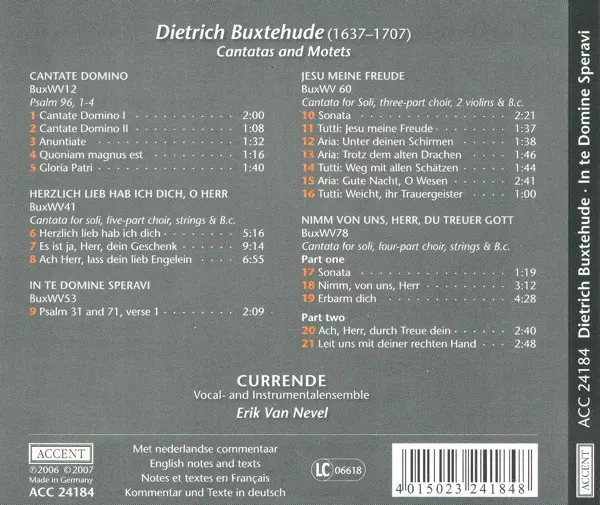 Dietrich Buxtehude (1637–1707)
Cantatas and Motets
CANTATE DOMINO
BuxWV12
Psalm 96, 1-4
1 Cantate Domino I 2:00
2 Cantate Domino II 1:08
3 Anuntiate 1:32
4 Quoniam magnus est 1:16
5 Gloria Patri 1:40
HERZLICH LIEB HAB ICH DICH, O HERR
BuxWV41
Cantata for soli, five-part choir, strings & B.c.
6 Herzlich lieb hab ich dich 5:16
7 Es ist ja, Herr, dein Geschenk 9:14
8 Ach Herr, lass dein lieb Engelein 6:55
IN TE DOMINE SPERAVI
BuxWV53
9 Psalm 31 and 71, verse 1 2:09
JESU MEINE FREUDE
BuxWV 60
Cantata for Soli, three-part choir, 2 violins & B.c.
10 Sonata 2:21
11 Tutti: Jesu meine Freude 1:37
12 Aria: Unter deinen Schirmen 1:38
13 Aria: Trotz dem alten Drachen 1:46
14 Tutti: Weg mit allen Schätzen 1:44
15 Aria: Gute Nacht, O Wesen 2:41
16 Tutti: Weicht, ihr Trauergeister 1:00
NIMM VON UNS, HERR, DU TREUER GOTT
BuxWV78
Cantata for soli, four-part choir, strings & B.c.
Part one
17 Sonata 1:19
18 Nimm, von uns, Herr 3:12
19 Erbarm dich 4:28
Part two
20 Ach, Herr, durch Treue dein 2:40
21 Leit uns mit deiner rechten Hand 2:48
CURRENDE
Vocal- and Instrumentalensemble
Erik Van Nevel
ACCENT
℗2006 ©2007
Made in Germany
ACC 24184
Met nederlandse commentaar
English notes and texts
Notes et textes en Français
Kommentar und Texte in deutsch
LC 06618
4 015023 241848
ACC 24184 Dietrich Buxtehude · In te Domine Speravi
ACCENT